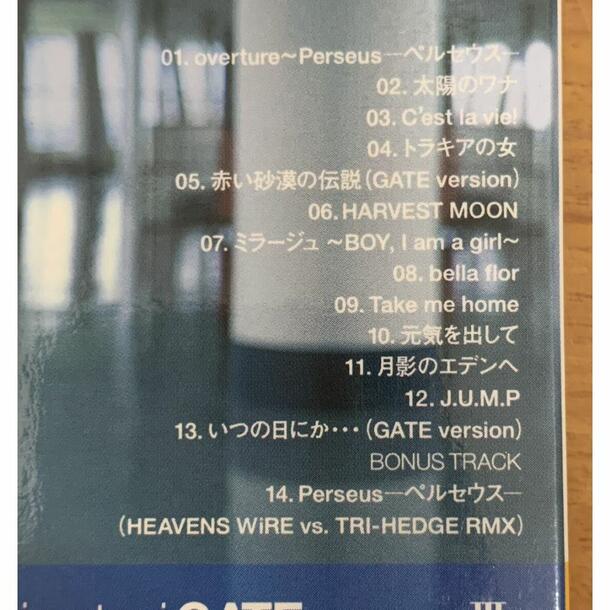 01. overture～Perseus―ペルセウス―
02. 太陽のワナ
03. C'est la vie!
04. トラキアの女
05. 赤い砂漠の伝説 (GATE version)
06. HARVEST MOON
07. ミラージュ ～BOY, I am a girl～
08. bella flor
09. Take me home
10. 元気を出して
11. 月影のエデンへ
12. J.U.M.P
13. いつの日にか・・・ (GATE version)
BONUS TRACK
14. Perseus―ペルセウス―
(HEAVENS WiRE vs. TRI-HEDGE RMX)
GATE III